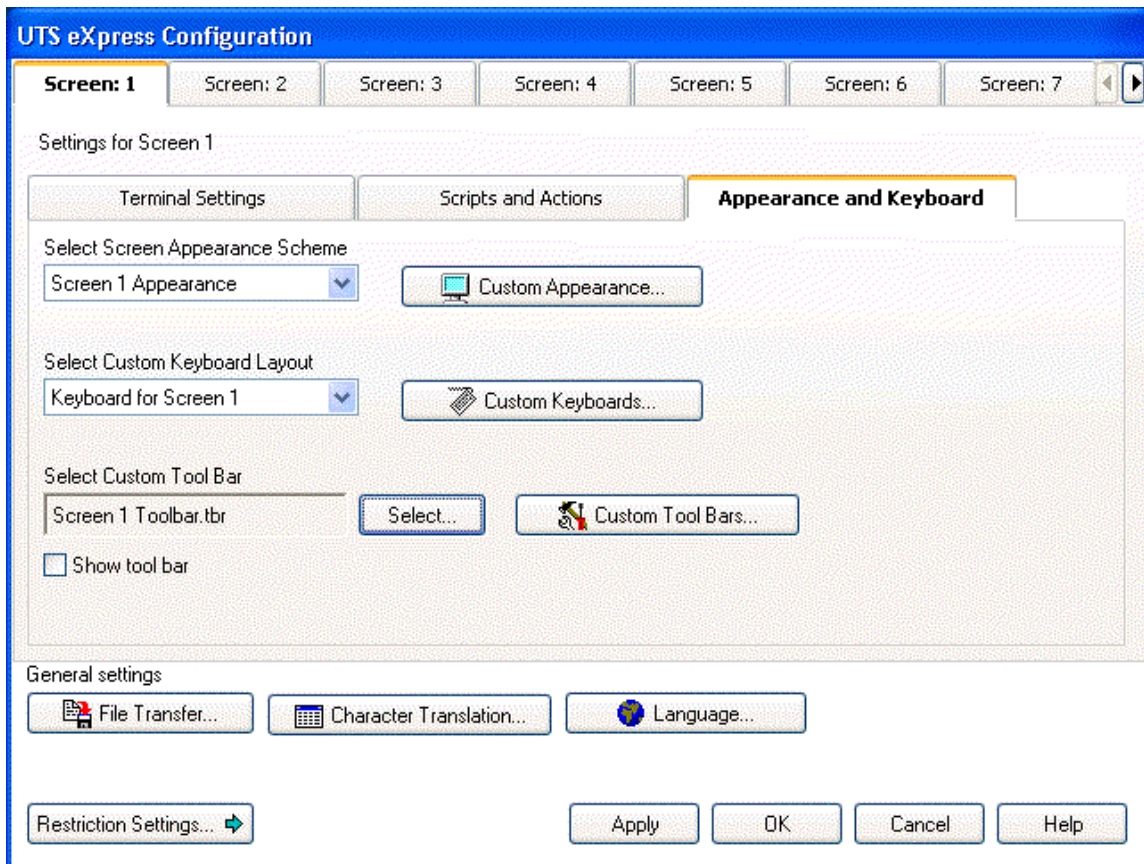 UTS eXpress Configuration
Screen: 1 Screen: 2 Screen: 3 Screen: 4 Screen: 5 Screen: 6 Screen: 7
Settings for Screen 1
Terminal Settings Scripts and Actions Appearance and Keyboard
Select Screen Appearance Scheme
Screen 1 Appearance Custom Appearance...
Select Custom Keyboard Layout
Keyboard for Screen 1 Custom Keyboards...
Select Custom Tool Bar
Screen 1 Toolbar.tbr Select... Custom Tool Bars...
Show tool bar
General settings
File Transfer... Character Translation... Language...
Restriction Settings... Apply OK Cancel Help